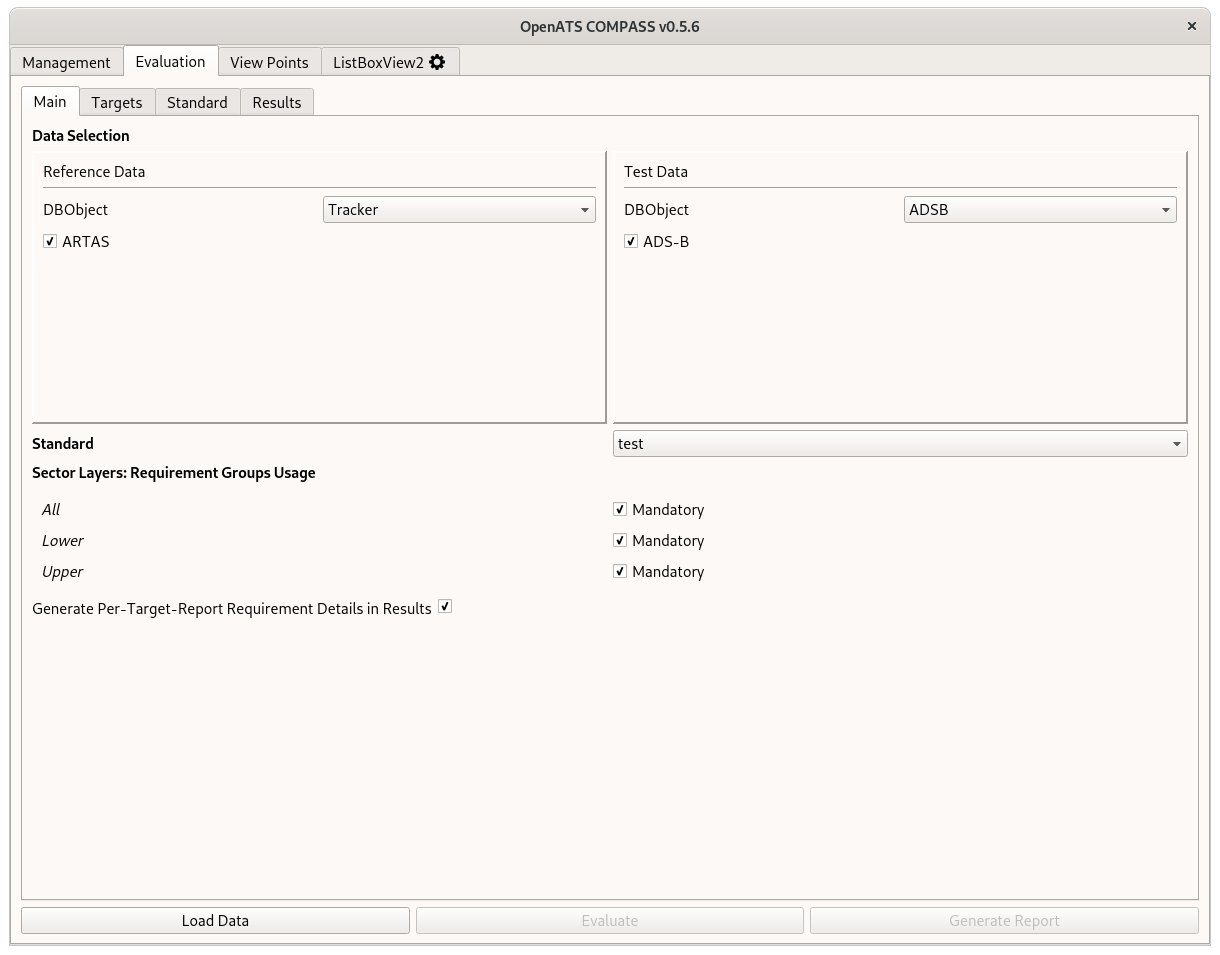 OpenATS COMPASS v0.5.6
Management Evaluation View Points ListBoxView2
Main Targets Standard Results
Data Selection
Reference Data
DBObject Tracker
ARTAS
Test Data
DBObject ADSB
ADS-B
Standard test
Sector Layers: Requirement Groups Usage
All Mandatory
Lower Mandatory
Upper Mandatory
Generate Per-Target-Report Requirement Details in Results
Load Data Evaluate Generate Report